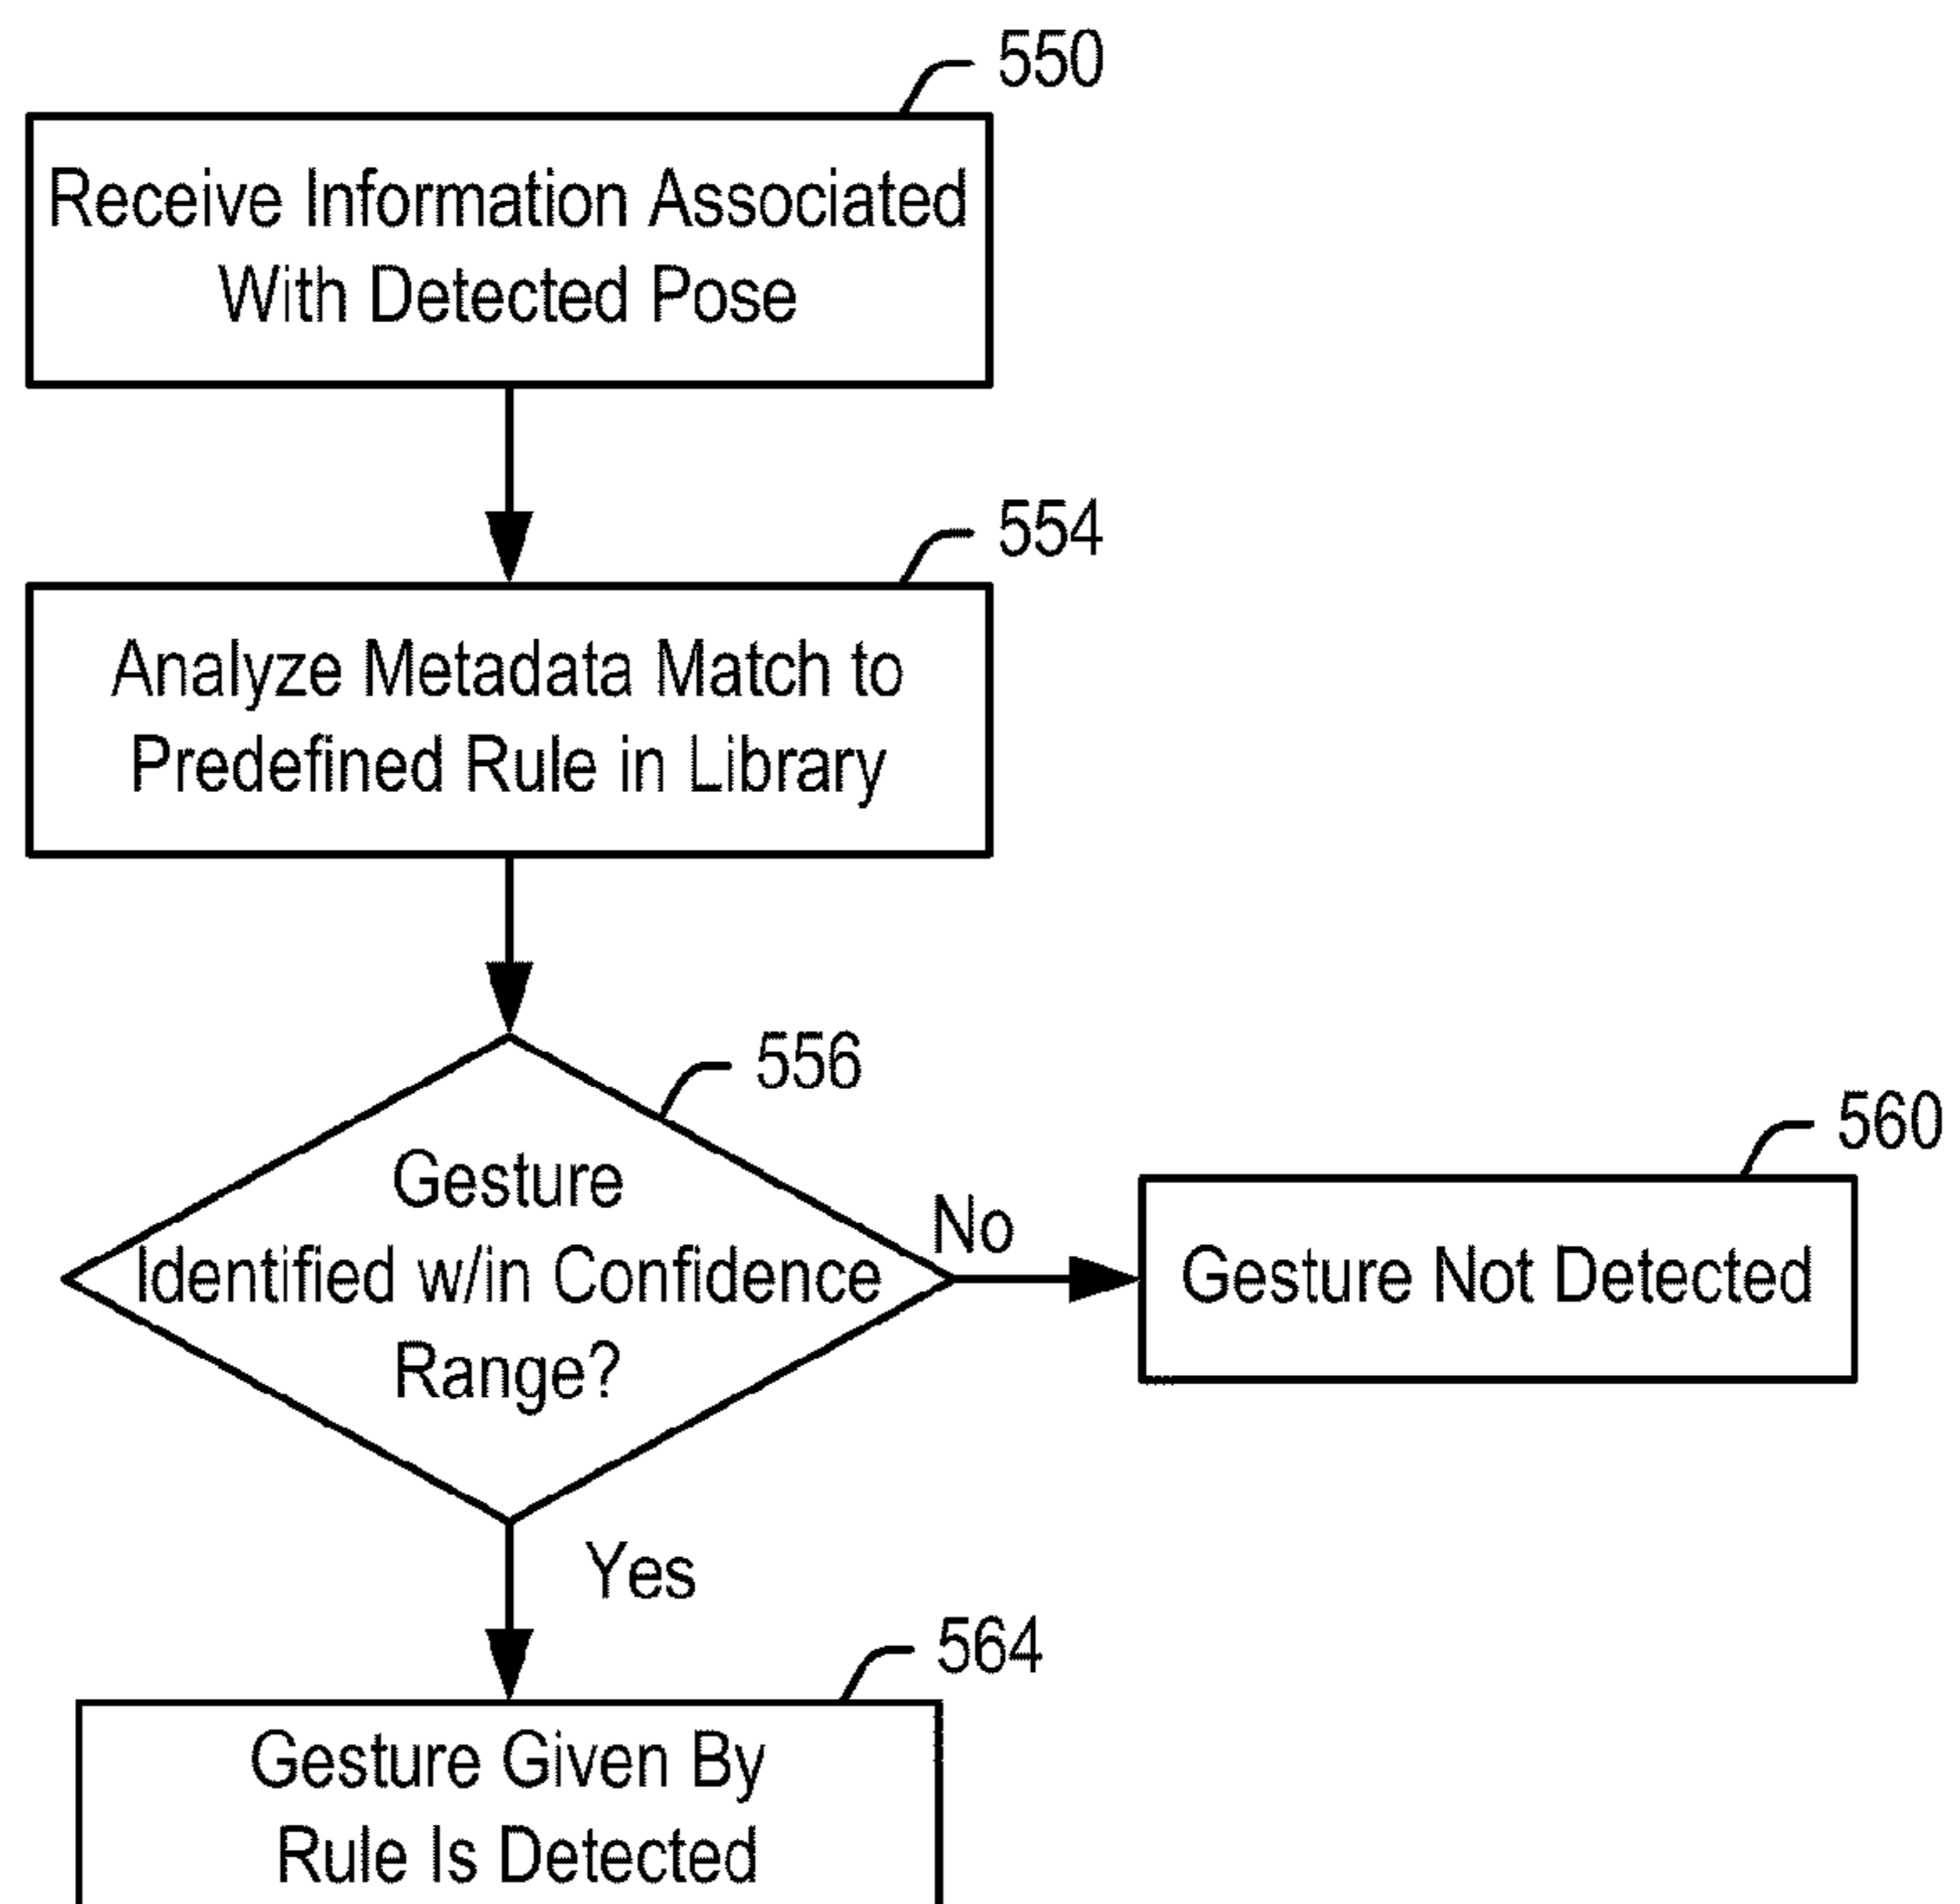 550
Receive Information Associated
With Detected Pose
554
Analyze Metadata Match to
Predefined Rule in Library
556
Gesture
Identified w/in Confidence
Range?
No
560
Gesture Not Detected
Yes
564
Gesture Given By
Rule Is Detected